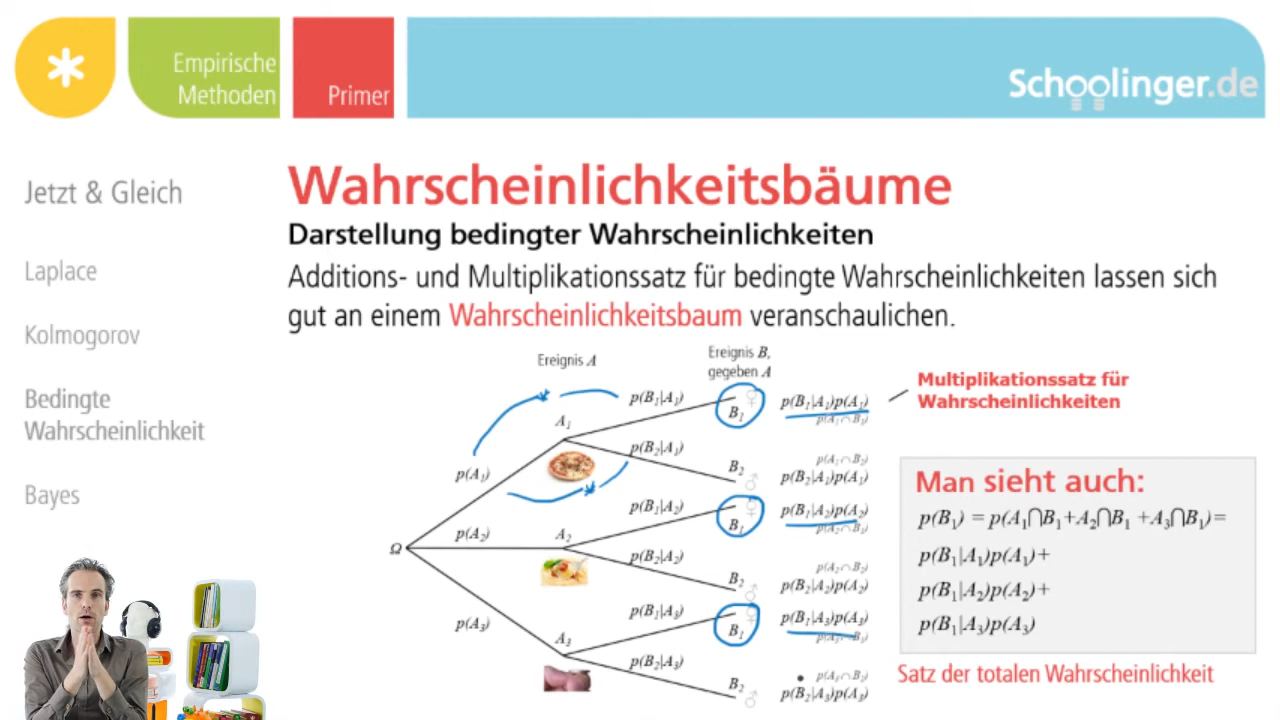 Empirische
Methoden
Primer
Schoolinger.de
Jetzt & Gleich
Laplace
Kolmogorov
Bedingte
Wahrscheinlichkeit
Bayes
Wahrscheinlichkeitsbäume
Darstellung bedingter Wahrscheinlichkeiten
Additions- und Multiplikationssatz für bedingte Wahrscheinlichkeiten lassen sich
gut an einem Wahrscheinlichkeitsbaum veranschaulichen.
Ereignis A
Ereignis B,
gegeben A
Ω
p(A₁)
p(A₂)
p(A₃)
A₁
A₂
A₃
p(B₁|A₁)
p(B₂|A₁)
p(B₁|A₂)
p(B₂|A₂)
p(B₁|A₃)
p(B₂|A₃)
♀
B₁
B₂
♂
♀
B₁
B₂
♂
♀
B₁
B₂
♂
p(B₁|A₁)p(A₁)
p(A₁∩B₁)
p(A₁∩B₂)
p(B₂|A₁)p(A₁)
p(B₁|A₂)p(A₂)
p(A₂∩B₁)
p(A₂∩B₂)
p(B₂|A₂)p(A₂)
p(B₁|A₃)p(A₃)
p(A₃∩B₁)
p(A₃∩B₂)
p(B₂|A₃)p(A₃)
Multiplikationssatz für
Wahrscheinlichkeiten
Man sieht auch:
p(B₁) = p(A₁⋂B₁+A₂⋂B₁ +A₃⋂B₁)=
p(B₁|A₁)p(A₁)+
p(B₁|A₂)p(A₂)+
p(B₁|A₃)p(A₃)
Satz der totalen Wahrscheinlichkeit